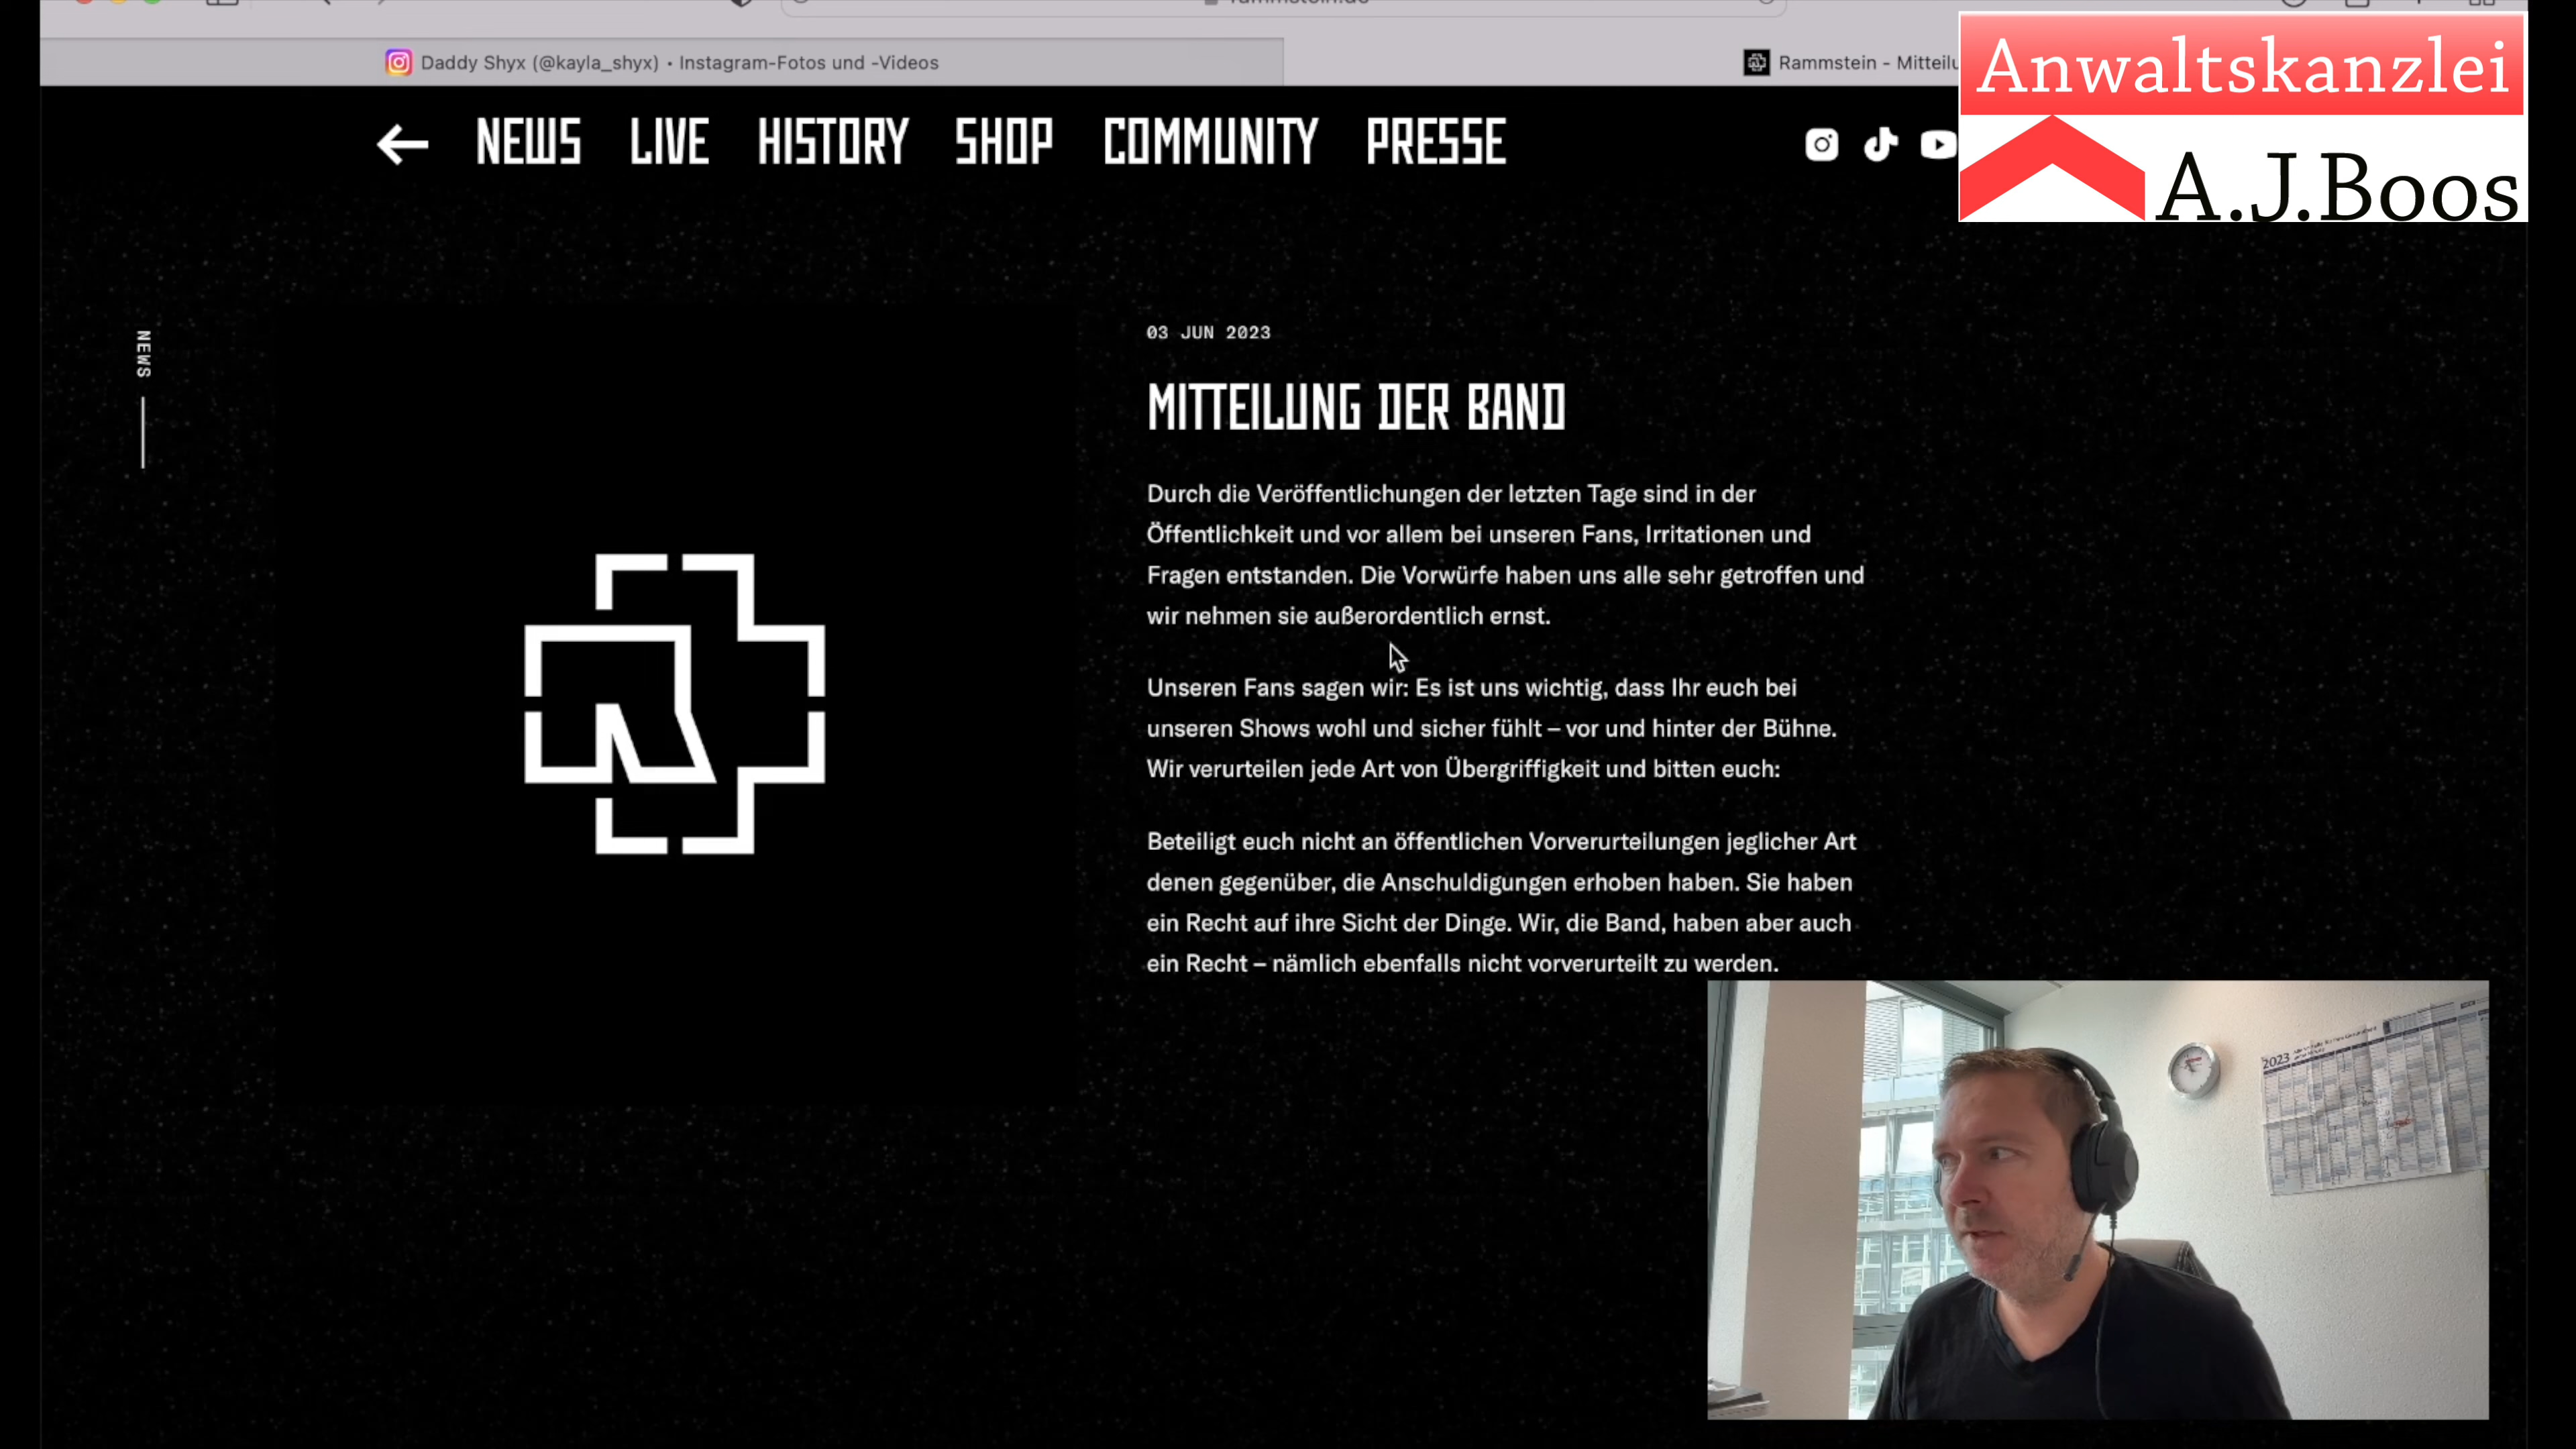 Daddy Shyx (@kayla_shyx) • Instagram-Fotos und -Videos
Rammstein - Mitteilu
Anwaltskanzlei
A.J.Boos
NEWS LIVE HISTORY SHOP COMMUNITY PRESSE
NEWS
03 JUN 2023
MITTEILUNG DER BAND
Durch die Veröffentlichungen der letzten Tage sind in der
Öffentlichkeit und vor allem bei unseren Fans, Irritationen und
Fragen entstanden. Die Vorwürfe haben uns alle sehr getroffen und
wir nehmen sie außerordentlich ernst.
Unseren Fans sagen wir: Es ist uns wichtig, dass Ihr euch bei
unseren Shows wohl und sicher fühlt – vor und hinter der Bühne.
Wir verurteilen jede Art von Übergriffigkeit und bitten euch:
Beteiligt euch nicht an öffentlichen Vorverurteilungen jeglicher Art
denen gegenüber, die Anschuldigungen erhoben haben. Sie haben
ein Recht auf ihre Sicht der Dinge. Wir, die Band, haben aber auch
ein Recht – nämlich ebenfalls nicht vorverurteilt zu werden.
2023